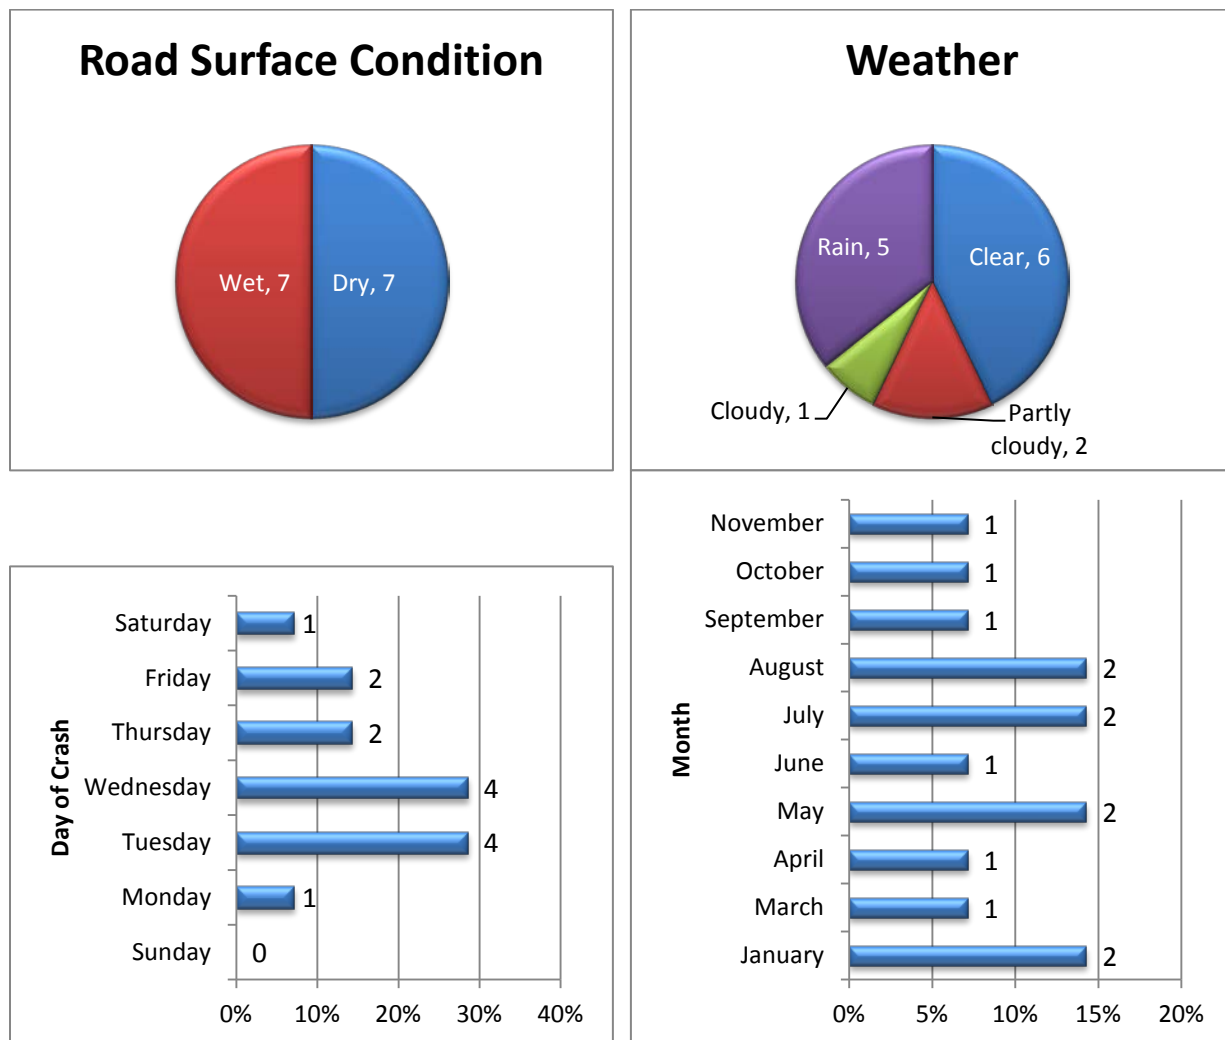 Road Surface Condition
Wet, 7
Dry, 7
Weather
Rain, 5
Clear, 6
Cloudy, 1
Partly
cloudy, 2
Day of Crash
Saturday 1
Friday 2
Thursday 2
Wednesday 4
Tuesday 4
Monday 1
Sunday 0
0% 10% 20% 30% 40%
Month
November 1
October 1
September 1
August 2
July 2
June 1
May 2
April 1
March 1
January 2
0% 5% 10% 15% 20%